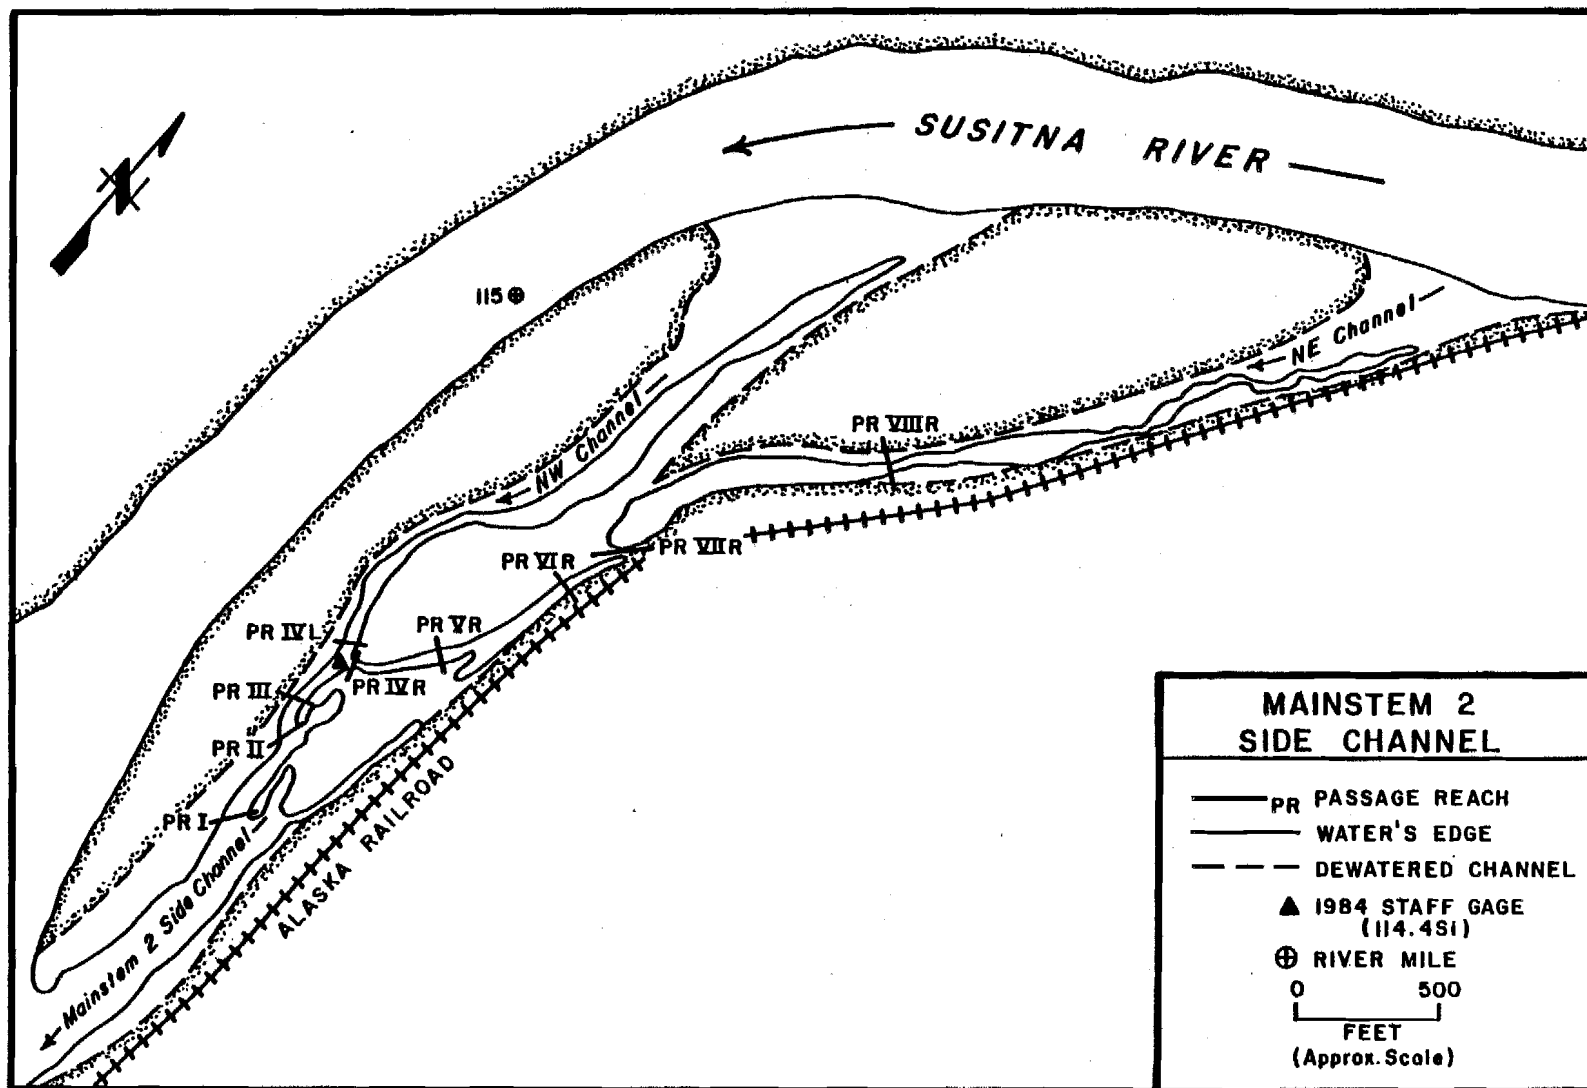 SUSITNA RIVER
N
115
NE Channel
NW Channel
PR VIII R
PR VII R
PR VI R
PR V R
PR IV L
PR IV R
PR III
PR II
PR I
Mainstem 2 Side Channel
ALASKA RAILROAD
MAINSTEM 2
SIDE CHANNEL
PR PASSAGE REACH
WATER'S EDGE
DEWATERED CHANNEL
1984 STAFF GAGE
(114.4S1)
RIVER MILE
0 500
FEET
(Approx. Scale)